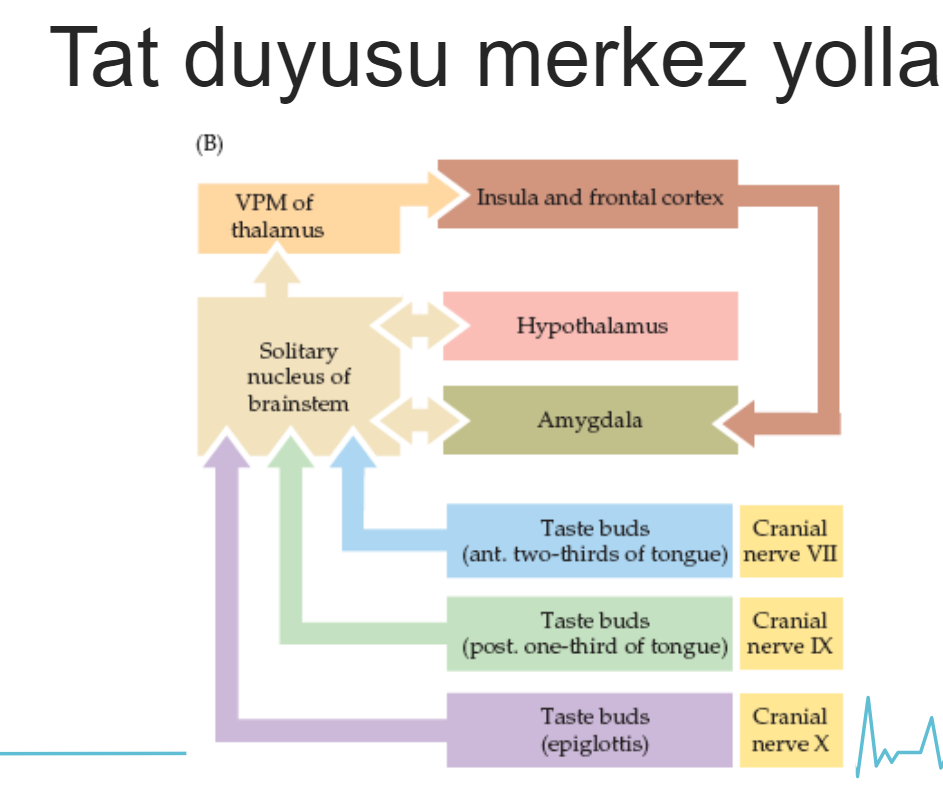 Tat duyusu merkez yolla
(B)
VPM of
thalamus
Insula and frontal cortex
Hypothalamus
Solitary
nucleus of
brainstem
Amygdala
Taste buds
(ant. two-thirds of tongue)
Cranial
nerve VII
Taste buds
(post. one-third of tongue)
Cranial
nerve IX
Taste buds
(epiglottis)
Cranial
nerve X